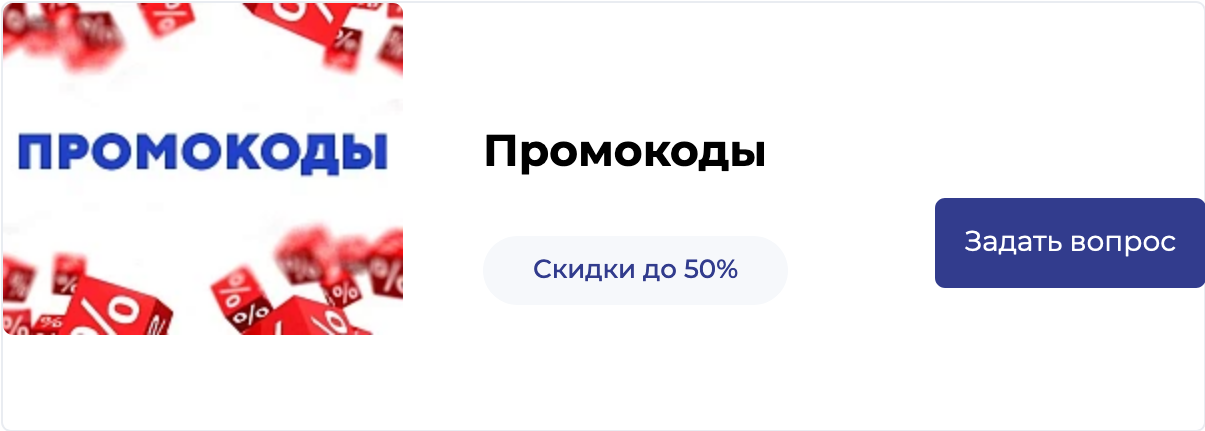 ПРОМОКОДЫ
Промокоды
Скидки до 50%
Задать вопрос